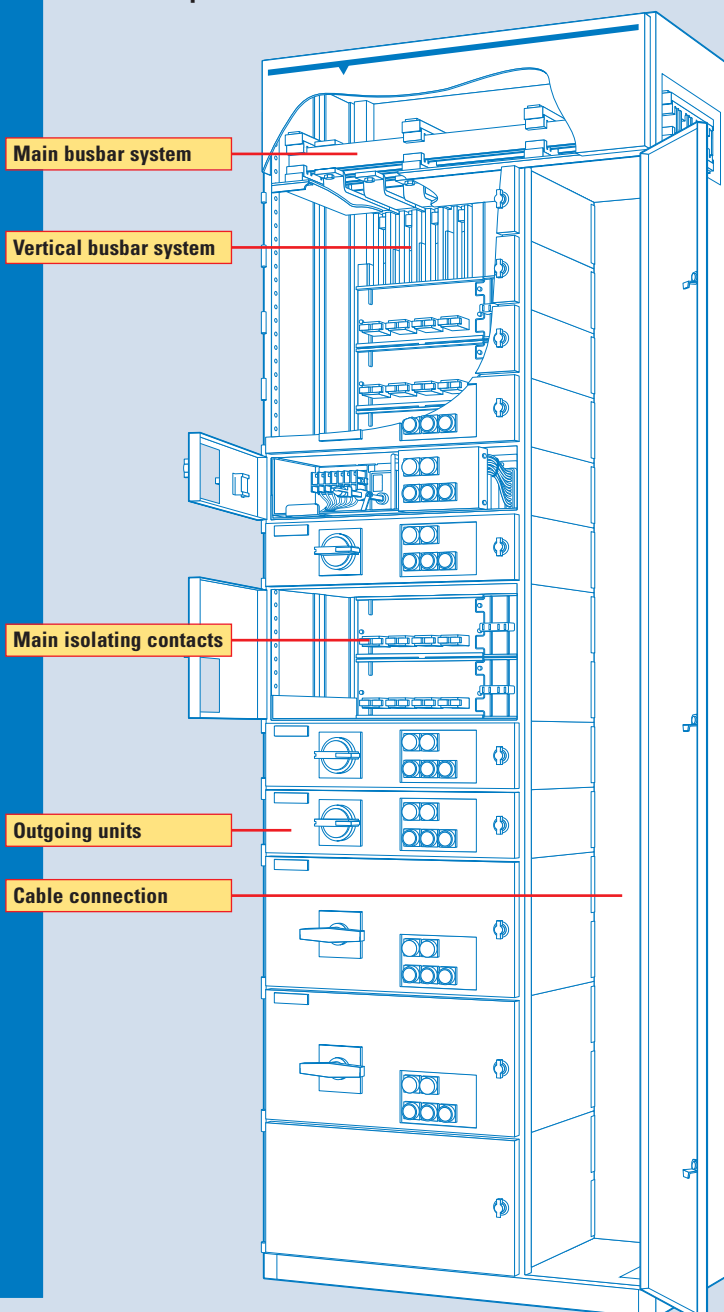 Main busbar system
Vertical busbar system
Main isolating contacts
Outgoing units
Cable connection